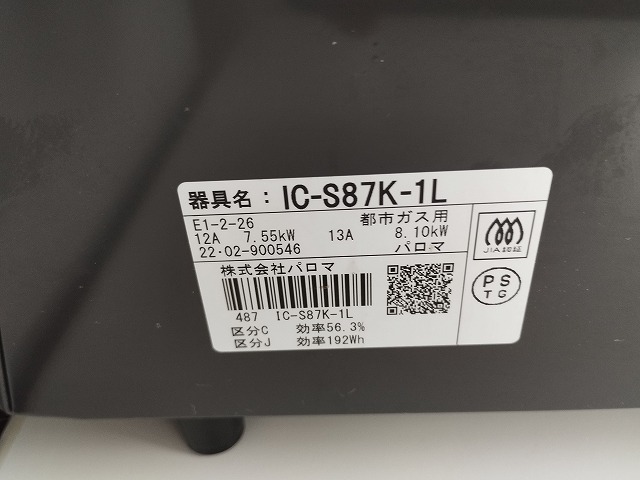 器具名：IC-S87K-1L
E1-2-26 都市ガス用
12A 7.55kW 13A 8.10kW
22・02-900546 パロマ
JIA認証
株式会社パロマ
PS
TG
487 IC-S87K-1L
区分C 効率56.3%
区分J 効率192Wh